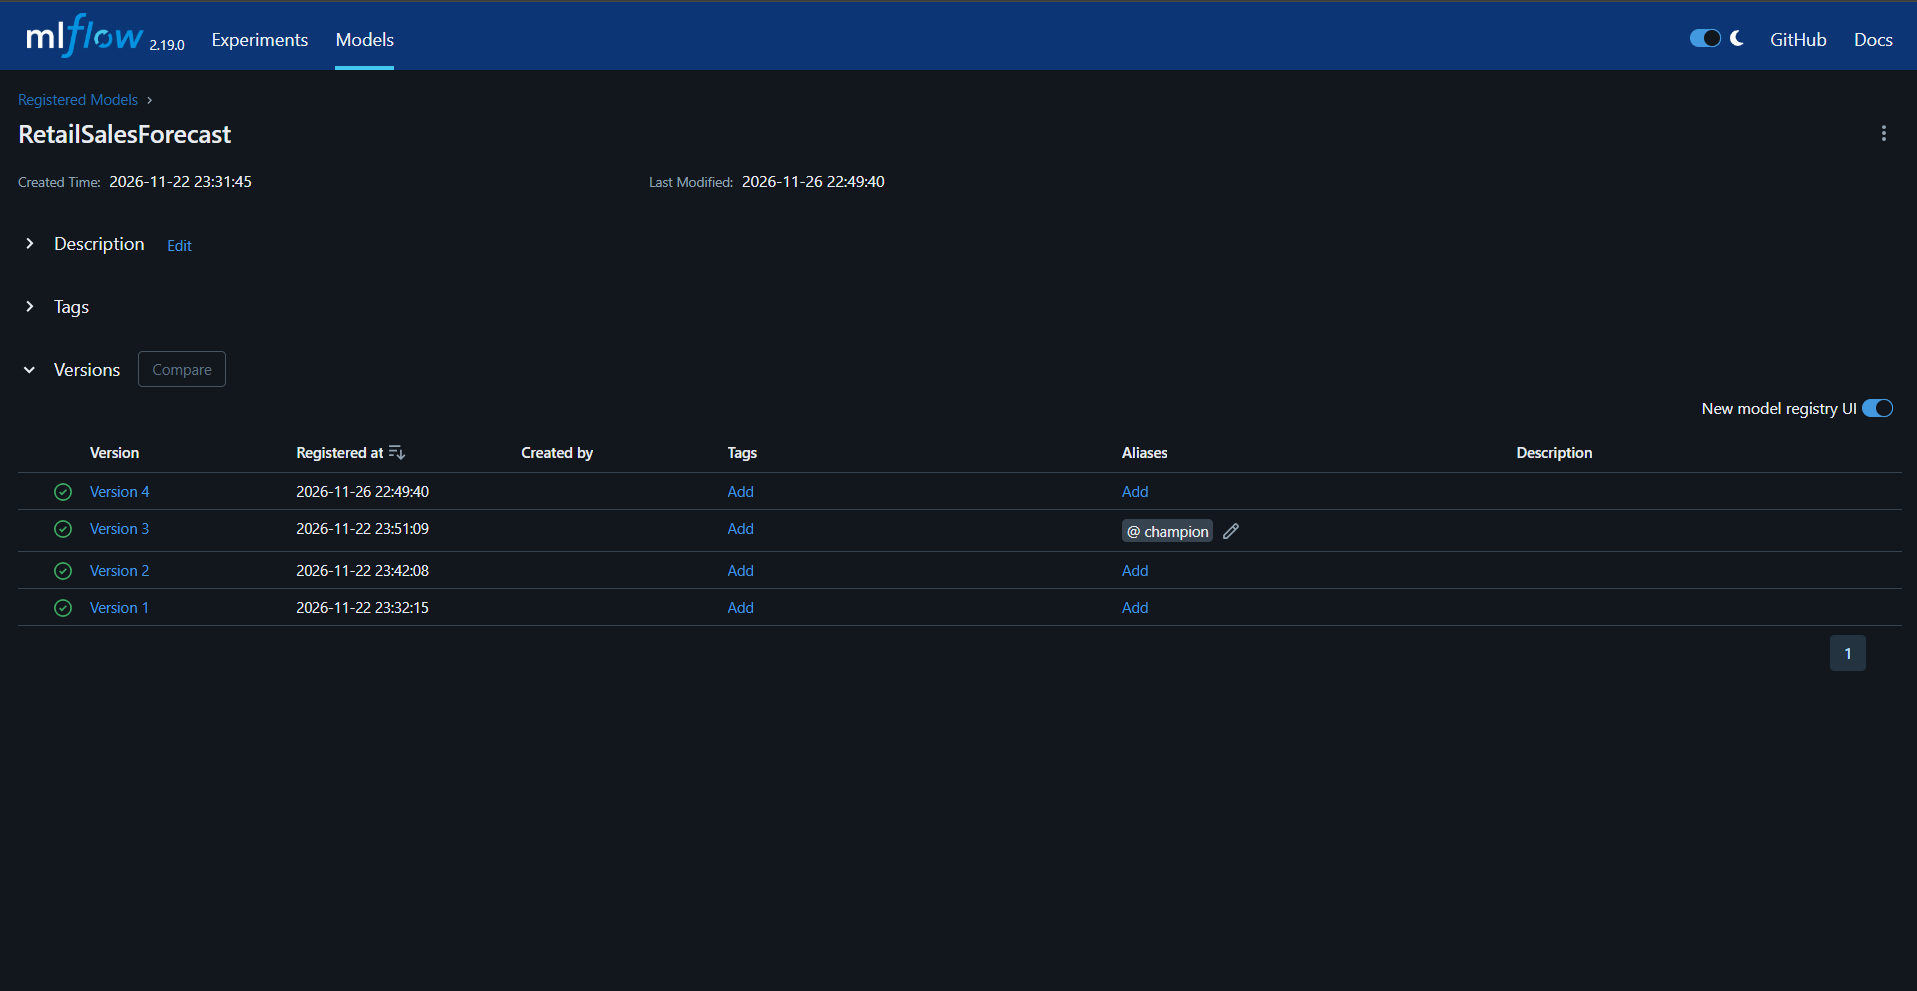 mlflow 2.19.0 Experiments Models GitHub Docs
Registered Models
RetailSalesForecast
Created Time: 2026-11-22 23:31:45 Last Modified: 2026-11-26 22:49:40
Description Edit
Tags
Versions Compare
New model registry UI
Version Registered at Created by Tags Aliases Description
Version 4 2026-11-26 22:49:40 Add Add
Version 3 2026-11-22 23:51:09 Add @ champion
Version 2 2026-11-22 23:42:08 Add Add
Version 1 2026-11-22 23:32:15 Add Add
1